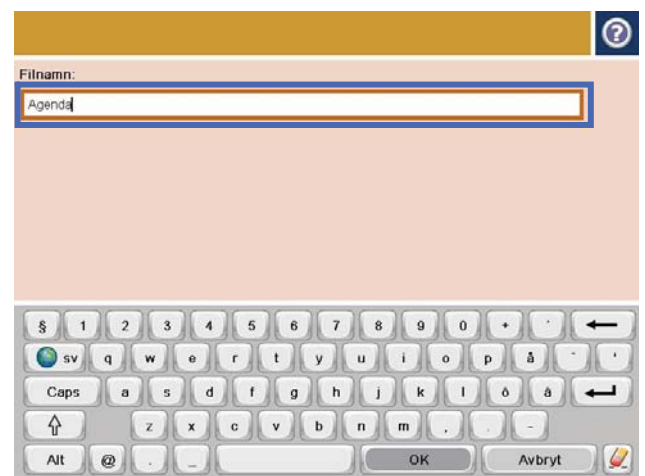 ?
Filnamn:
Agenda
§ 1 2 3 4 5 6 7 8 9 0 + ´
sv q w e r t y u i o p å ¨ '
Caps a s d f g h j k l ö ä
z x c v b n m , . -
Alt @ . _ OK Avbryt